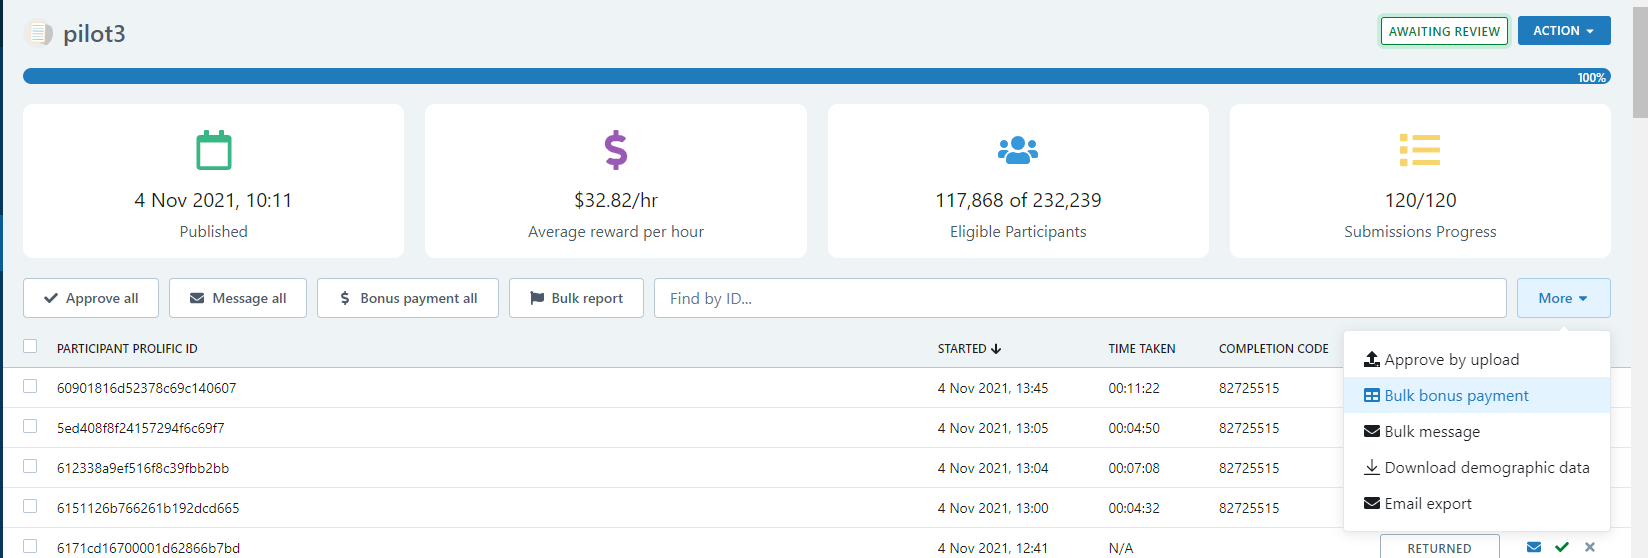 pilot3
AWAITING REVIEW
ACTION
100%
4 Nov 2021, 10:11
Published
$32.82/hr
Average reward per hour
117,868 of 232,239
Eligible Participants
120/120
Submissions Progress
Approve all
Message all
Bonus payment all
Bulk report
Find by ID...
More
PARTICIPANT PROLIFIC ID STARTED TIME TAKEN COMPLETION CODE
60901816d52378c69c140607 4 Nov 2021, 13:45 00:11:22 82725515
5ed408f8f24157294f6c69f7 4 Nov 2021, 13:05 00:04:50 82725515
612338a9ef516f8c39fbb2bb 4 Nov 2021, 13:04 00:07:08 82725515
6151126b766261b192dcd665 4 Nov 2021, 13:00 00:04:32 82725515
6171cd16700001d62866b7bd 4 Nov 2021, 12:41 N/A RETURNED
Approve by upload
Bulk bonus payment
Bulk message
Download demographic data
Email export